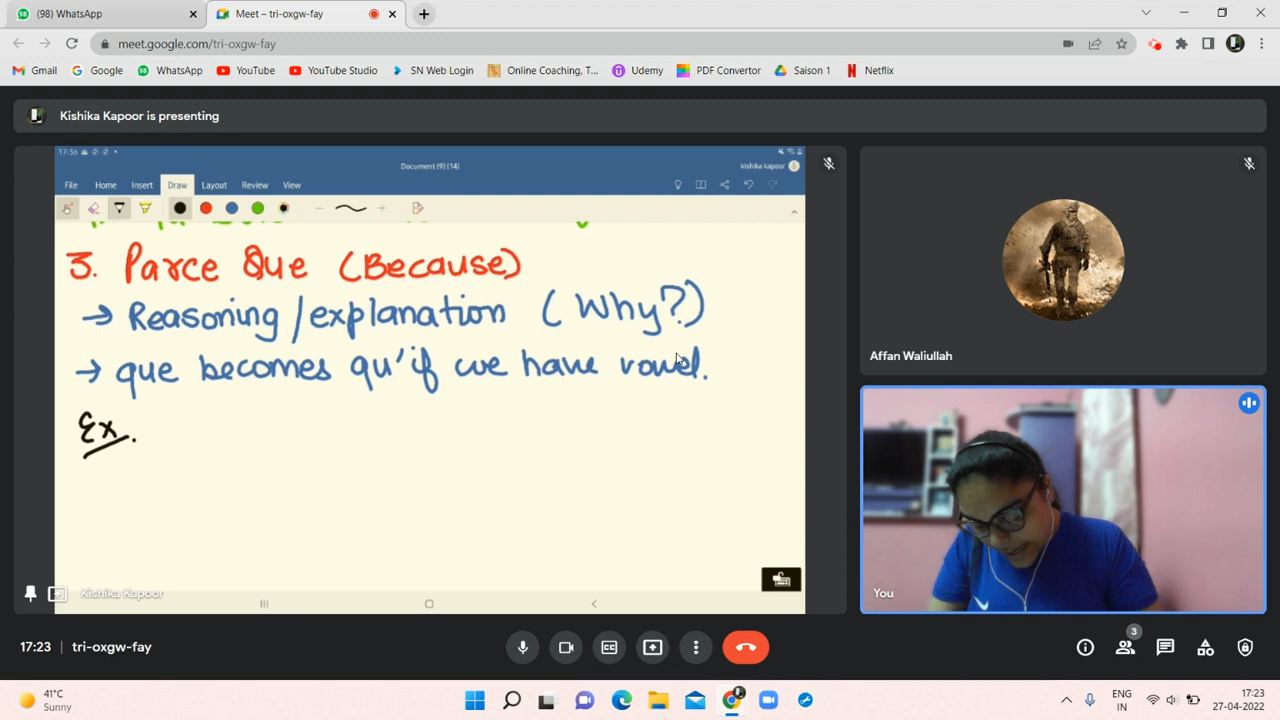 (98) WhatsApp
Meet – tri-oxgw-fay
meet.google.com/tri-oxgw-fay
Gmail Google WhatsApp YouTube YouTube Studio SN Web Login Online Coaching, T... Udemy PDF Convertor Saison 1 Netflix
Kishika Kapoor is presenting
17:36
Document (9) (14)
kishika kapoor
File Home Insert Draw Layout Review View
3. Parce Que (Because)
→ Reasoning/explanation (Why?)
→ que becomes qu' if we have vowel.
Ex.
Kishika Kapoor
Affan Waliullah
You
17:23 | tri-oxgw-fay
3
41°C
Sunny
ENG
IN
17:23
27-04-2022